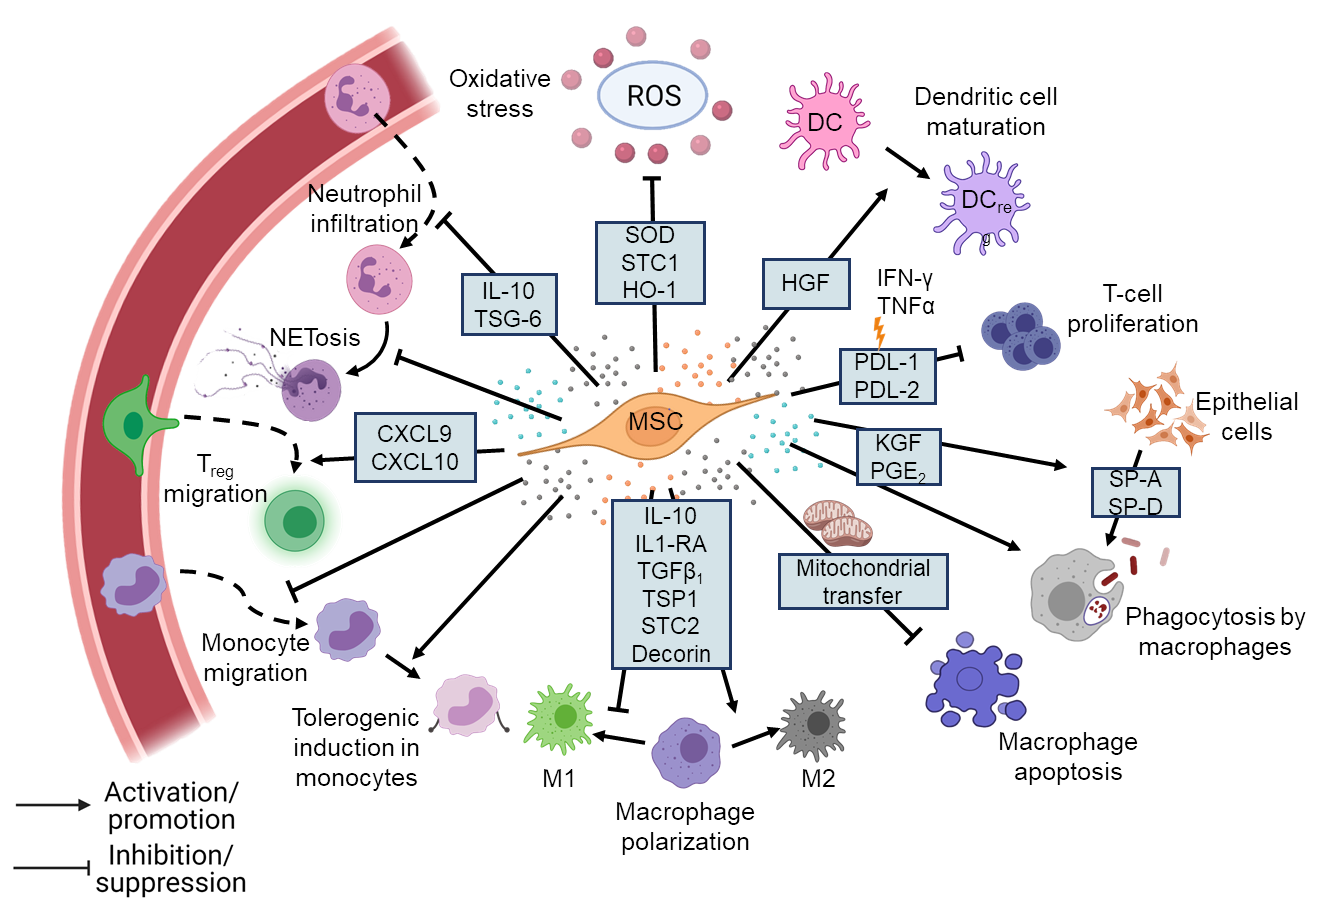 Oxidative
stress
ROS
DC
Dendritic cell
maturation
DCre
g
Neutrophil
infiltration
IL-10
TSG-6
SOD
STC1
HO-1
HGF
IFN-γ
TNFα
PDL-1
PDL-2
T-cell
proliferation
NETosis
CXCL9
CXCL10
MSC
KGF
PGE2
Epithelial
cells
SP-A
SP-D
Treg
migration
IL-10
IL1-RA
TGFβ1
TSP1
STC2
Decorin
Mitochondrial
transfer
Phagocytosis by
macrophages
Monocyte
migration
Tolerogenic
induction in
monocytes
M1
M2
Macrophage
polarization
Macrophage
apoptosis
Activation/
promotion
Inhibition/
suppression